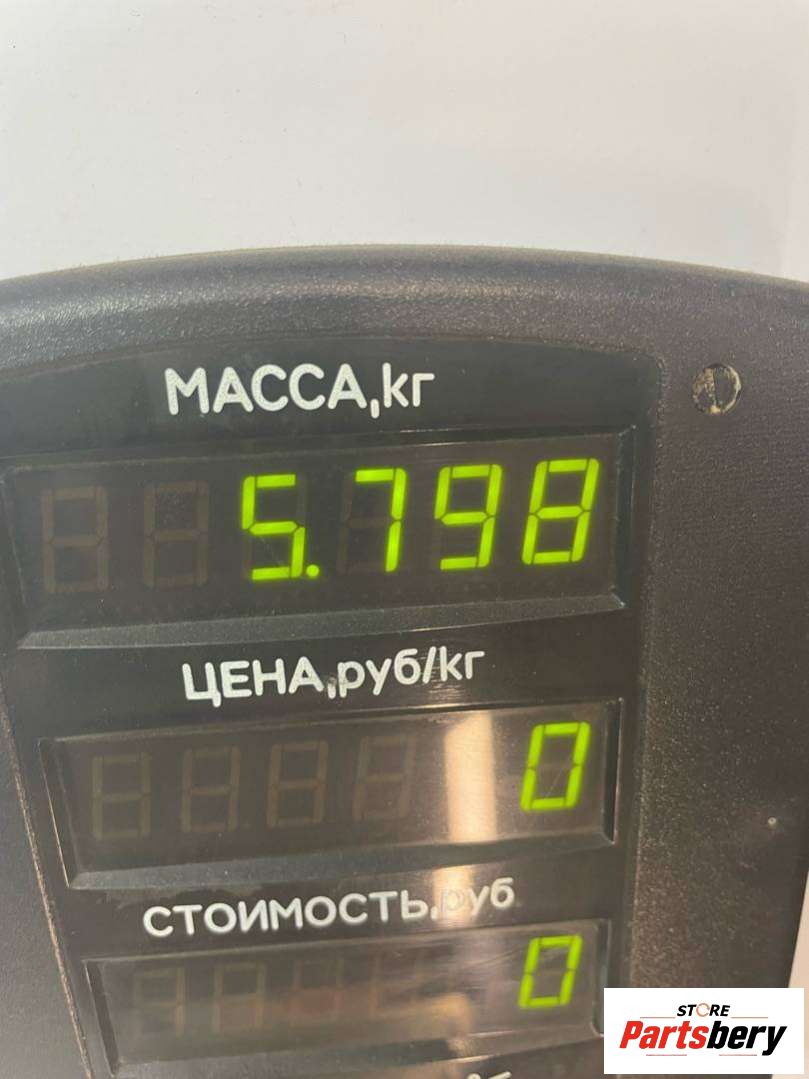 МАССА,кг
5.798
ЦЕНА,руб/кг
0
СТОИМОСТЬ,руб
0
STORE
Partsbery